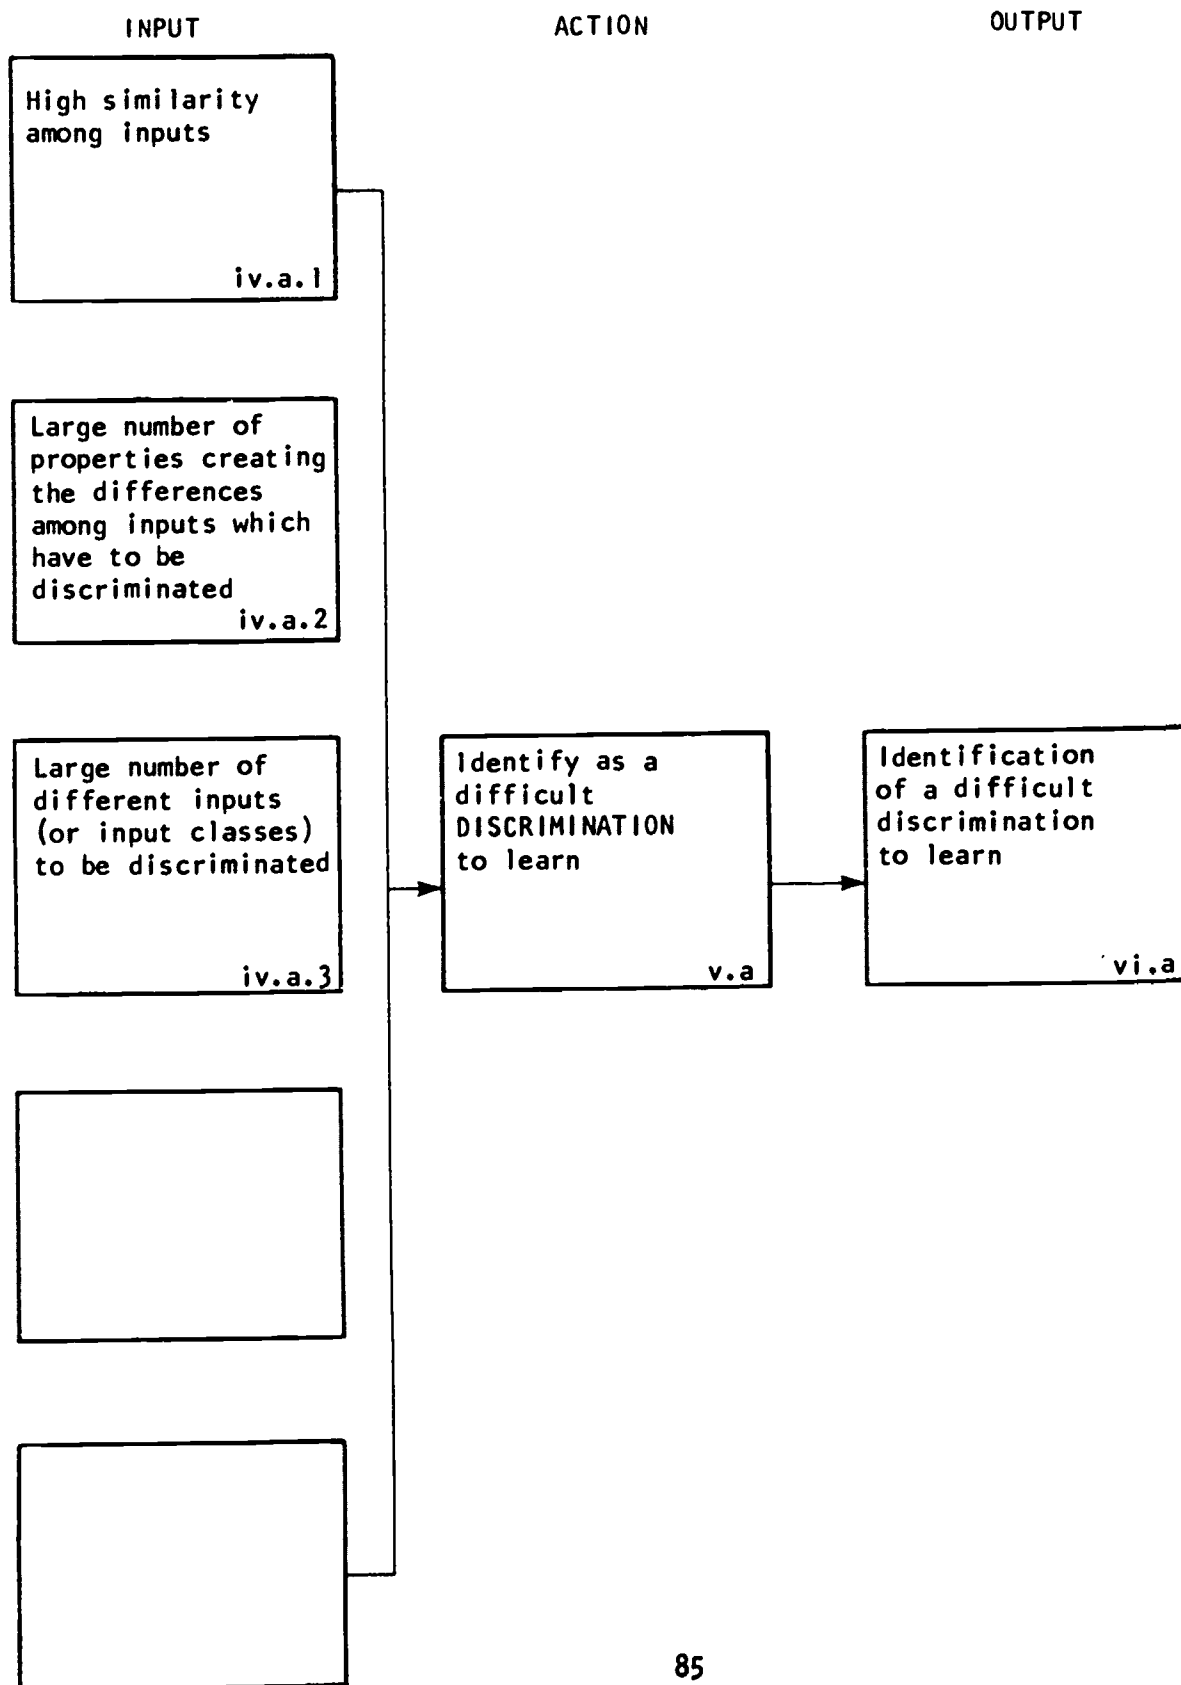 INPUT
ACTION
OUTPUT
High similarity
among inputs
iv.a.1
Large number of
properties creating
the differences
among inputs which
have to be
discriminated
iv.a.2
Large number of
different inputs
(or input classes)
to be discriminated
iv.a.3
Identify as a
difficult
DISCRIMINATION
to learn
v.a
Identification
of a difficult
discrimination
to learn
vi.a
85